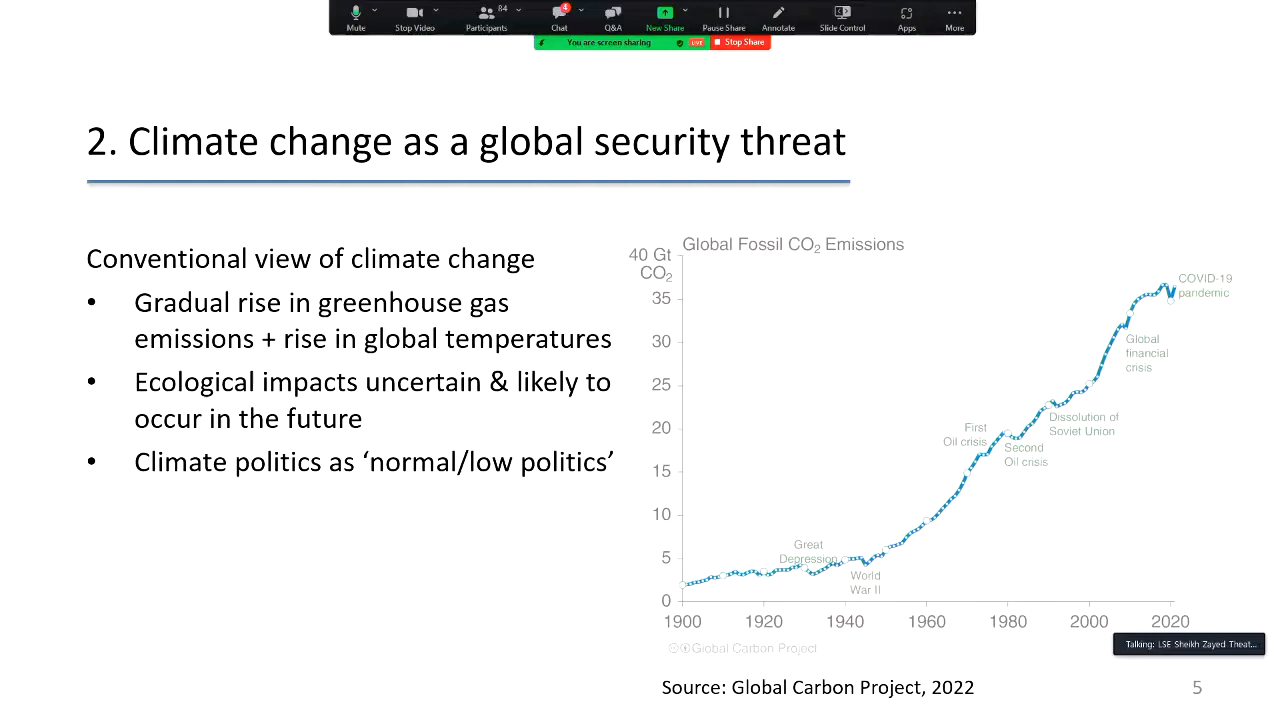 Mute
Stop Video
84
Participants
4
Chat
Q&A
New Share
Pause Share
Annotate
Slide Control
Apps
More
You are screen sharing
LIVE
Stop Share
2. Climate change as a global security threat
Conventional view of climate change
• Gradual rise in greenhouse gas
emissions + rise in global temperatures
• Ecological impacts uncertain & likely to
occur in the future
• Climate politics as ‘normal/low politics’
Global Fossil CO₂ Emissions
40 Gt
CO₂
35
30
25
20
15
10
5
0
1900
1920
1940
1960
1980
2000
2020
Great
Depression
World
War II
First
Oil crisis
Second
Oil crisis
Dissolution of
Soviet Union
Global
financial
crisis
COVID-19
pandemic
Global Carbon Project
Talking: LSE Sheikh Zayed Theat...
Source: Global Carbon Project, 2022
5